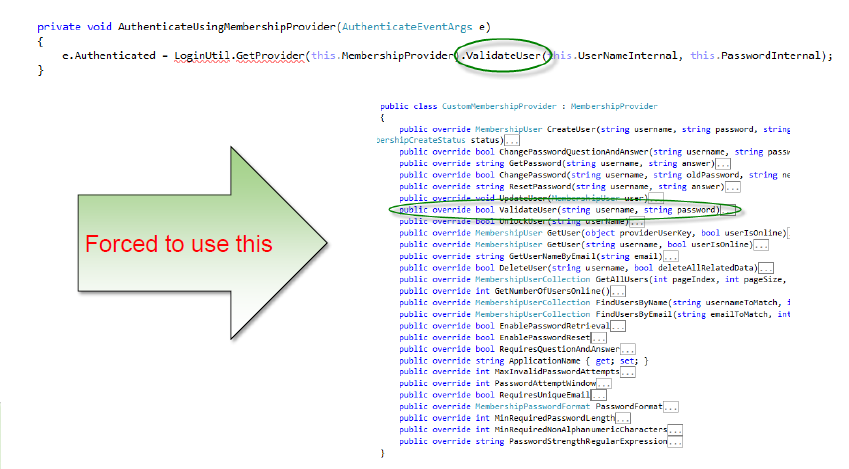 private void AuthenticateUsingMembershipProvider(AuthenticateEventArgs e)
{
e.Authenticated = LoginUtil.GetProvider(this.MembershipProvider).ValidateUser(this.UserNameInternal, this.PasswordInternal);
}
Forced to use this
public class CustomMembershipProvider : MembershipProvider
{
public override MembershipUser CreateUser(string username, string password, string
bershipCreateStatus status)...
public override bool ChangePasswordQuestionAndAnswer(string username, string passw
public override string GetPassword(string username, string answer)...
public override bool ChangePassword(string username, string oldPassword, string ne
public override string ResetPassword(string username, string answer)...
public override void UpdateUser(MembershipUser user)...
public override bool ValidateUser(string username, string password)...
public override bool UnlockUser(string userName)...
public override MembershipUser GetUser(object providerUserKey, bool userIsOnline)
public override MembershipUser GetUser(string username, bool userIsOnline)...
public override string GetUserNameByEmail(string email)...
public override bool DeleteUser(string username, bool deleteAllRelatedData)...
public override MembershipUserCollection GetAllUsers(int pageIndex, int pageSize,
public override int GetNumberOfUsersOnline()...
public override MembershipUserCollection FindUsersByName(string usernameToMatch, i
public override MembershipUserCollection FindUsersByEmail(string emailToMatch, int
public override bool EnablePasswordRetrieval...
public override bool EnablePasswordReset...
public override bool RequiresQuestionAndAnswer...
public override string ApplicationName { get; set; }
public override int MaxInvalidPasswordAttempts...
public override int PasswordAttemptWindow...
public override bool RequiresUniqueEmail...
public override MembershipPasswordFormat PasswordFormat...
public override int MinRequiredPasswordLength...
public override int MinRequiredNonAlphanumericCharacters...
public override string PasswordStrengthRegularExpression...
}